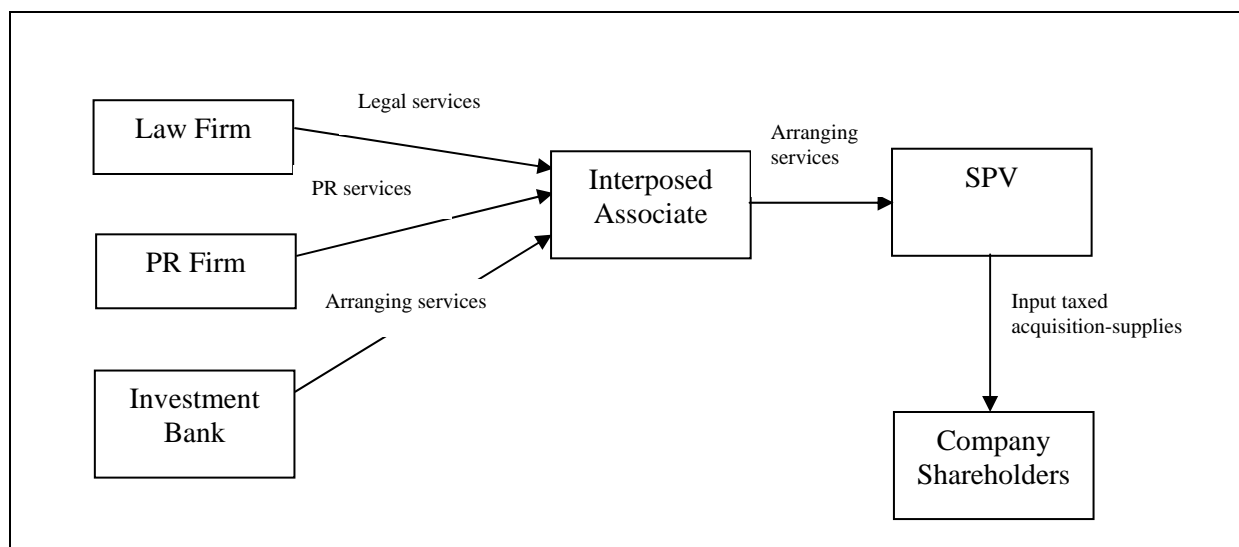 Legal services
Law Firm
PR services
PR Firm
Arranging services
Investment
Bank
Interposed
Associate
Arranging
services
SPV
Input taxed
acquisition-supplies
Company
Shareholders